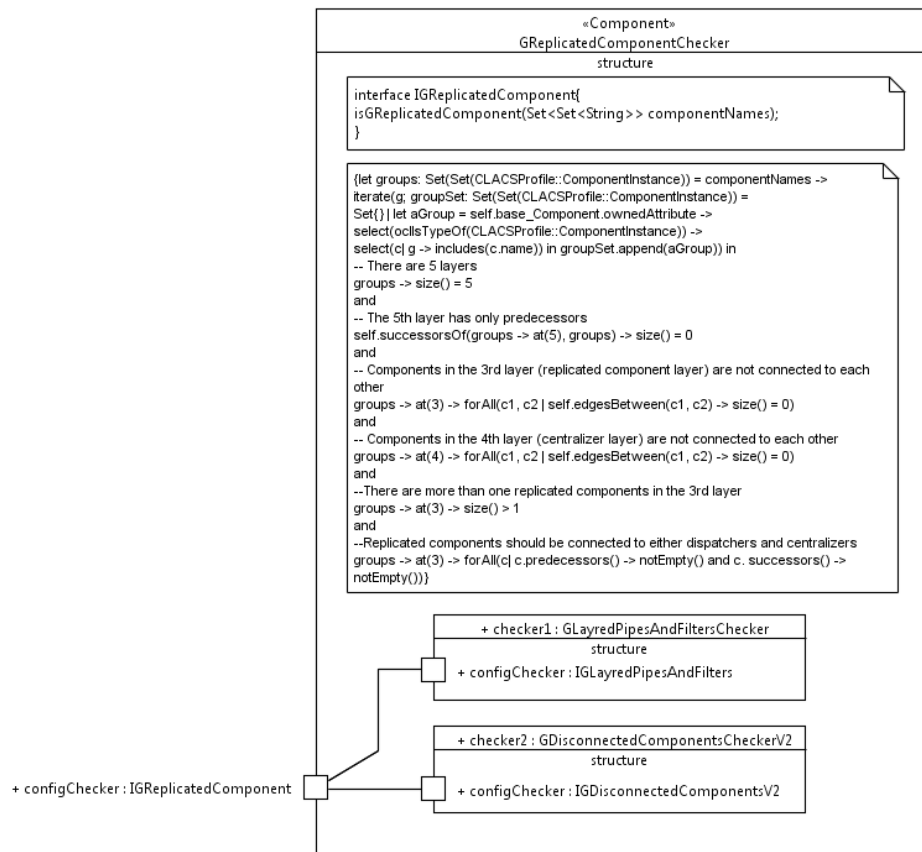 «Component»
GReplicatedComponentChecker
structure
interface IGReplicatedComponent{
isGReplicatedComponent(Set<Set<String>> componentNames);
}
{let groups: Set(Set(CLACSProfile::ComponentInstance)) = componentNames ->
iterate(g; groupSet: Set(Set(CLACSProfile::ComponentInstance)) =
Set{} | let aGroup = self.base_Component.ownedAttribute ->
select(oclIsTypeOf(CLACSProfile::ComponentInstance)) ->
select(c| g -> includes(c.name)) in groupSet.append(aGroup)) in
-- There are 5 layers
groups -> size() = 5
and
-- The 5th layer has only predecessors
self.successorsOf(groups -> at(5), groups) -> size() = 0
and
-- Components in the 3rd layer (replicated component layer) are not connected to each
other
groups -> at(3) -> forAll(c1, c2 | self.edgesBetween(c1, c2) -> size() = 0)
and
-- Components in the 4th layer (centralizer layer) are not connected to each other
groups -> at(4) -> forAll(c1, c2 | self.edgesBetween(c1, c2) -> size() = 0)
and
--There are more than one replicated components in the 3rd layer
groups -> at(3) -> size() > 1
and
--Replicated components should be connected to either dispatchers and centralizers
groups -> at(3) -> forAll(c| c.predecessors() -> notEmpty() and c. successors() ->
notEmpty())}
+ checker1 : GLayredPipesAndFiltersChecker
structure
+ configChecker : IGLayredPipesAndFilters
+ checker2 : GDisconnectedComponentsCheckerV2
structure
+ configChecker : IGDisconnectedComponentsV2
+ configChecker : IGReplicatedComponent